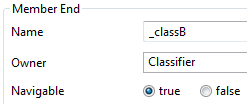 Member End
Name _classB
Owner Classifier
Navigable true false